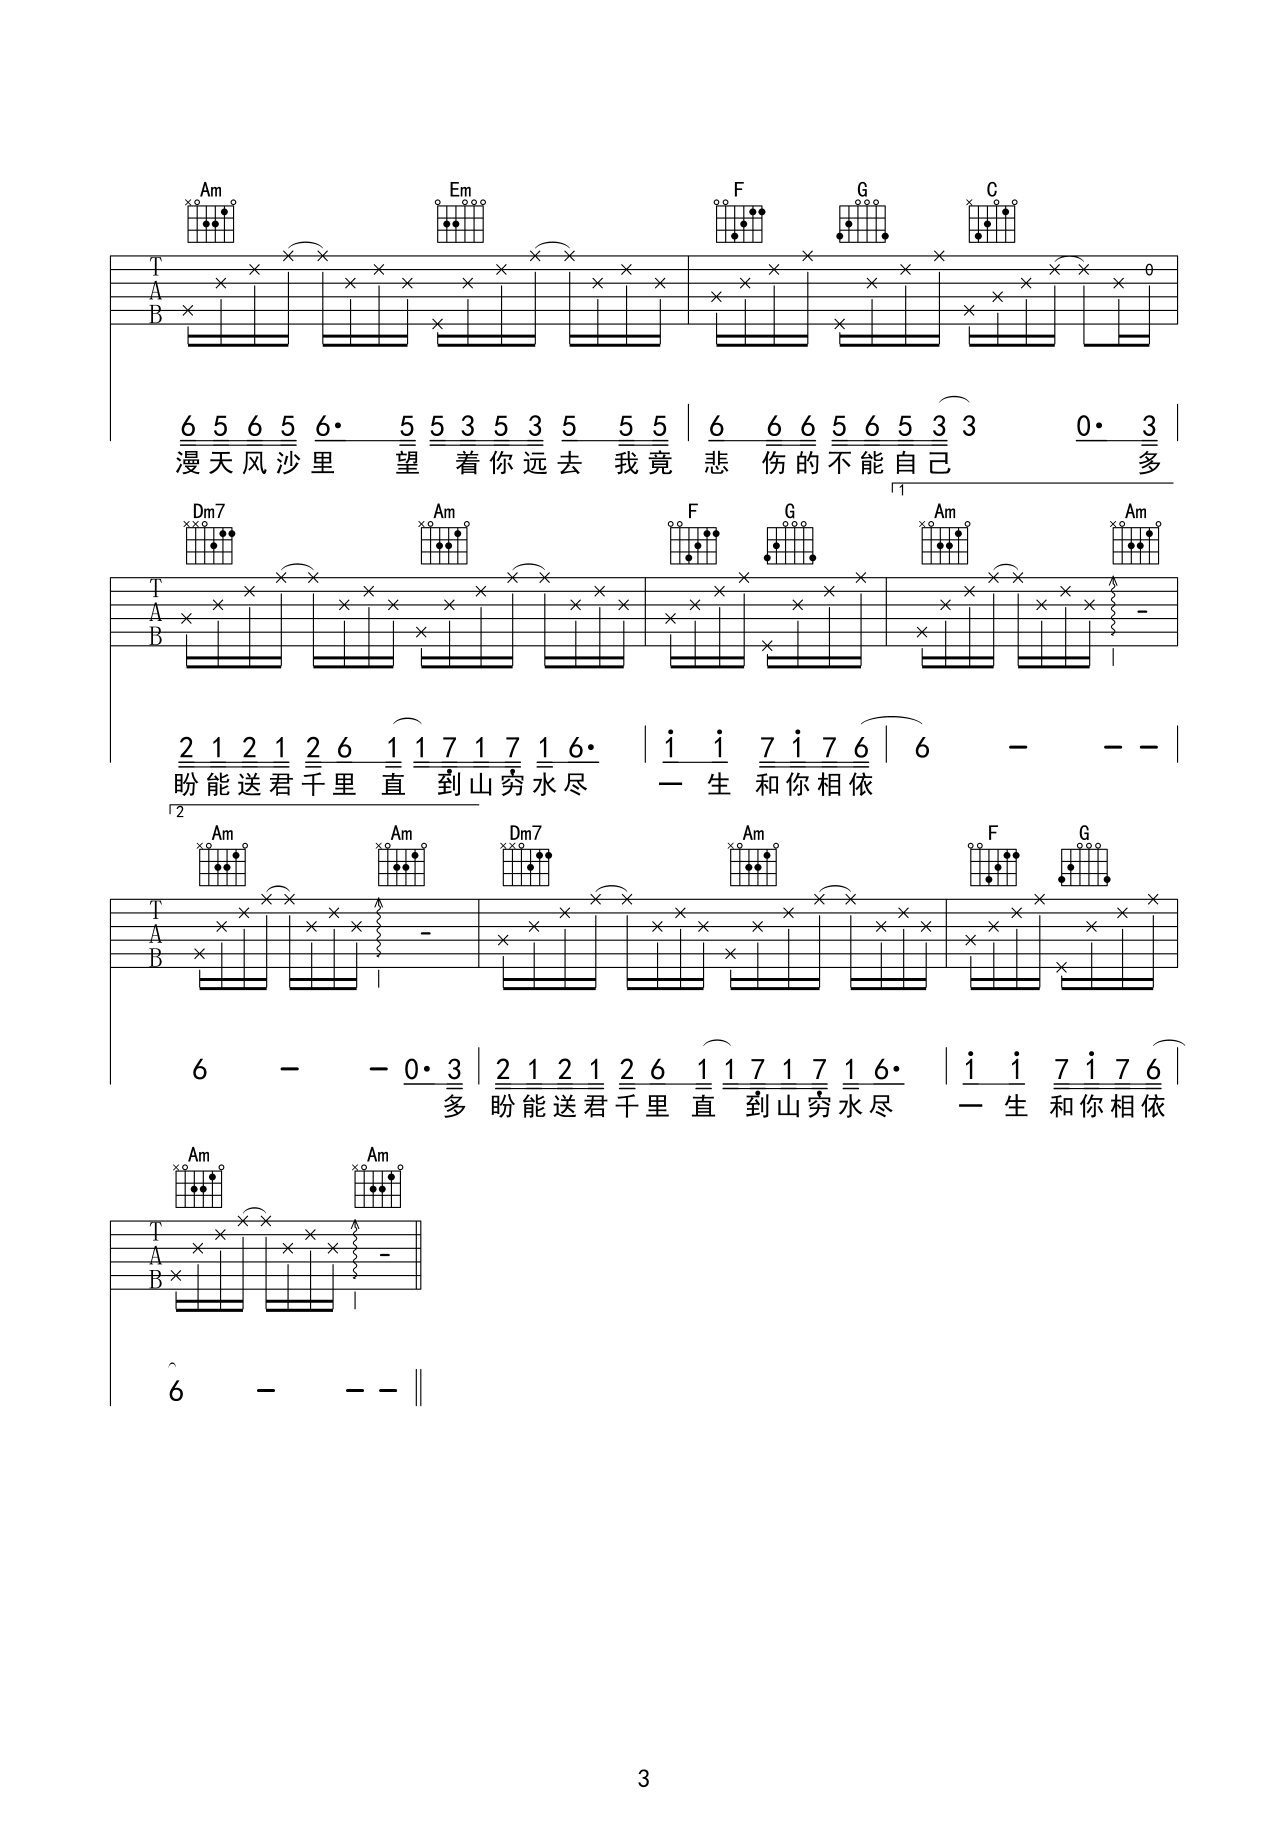 Am Em F G C
T A B
0
6 5 6 5 6· 5 5 3 5 3 5 5 5 6 6 6 5 6 5 3 3 0· 3
漫天风沙里 望 着你远去 我竟 悲 伤的不能自己 多
1
Dm7 Am F G Am Am
T A B
2 1 2 1 2 6 1 1 7 1 7 1 6· 1 1 7 1 7 6 6 – – –
盼能送君千里 直 到山穷水尽 一 生 和你相依
2
Am Am Dm7 Am F G
T A B
6 – – 0· 3 2 1 2 1 2 6 1 1 7 1 7 1 6· 1 1 7 1 7 6
多 盼能送君千里 直 到山穷水尽 一 生 和你相依
Am Am
T A B
6 – – –
3